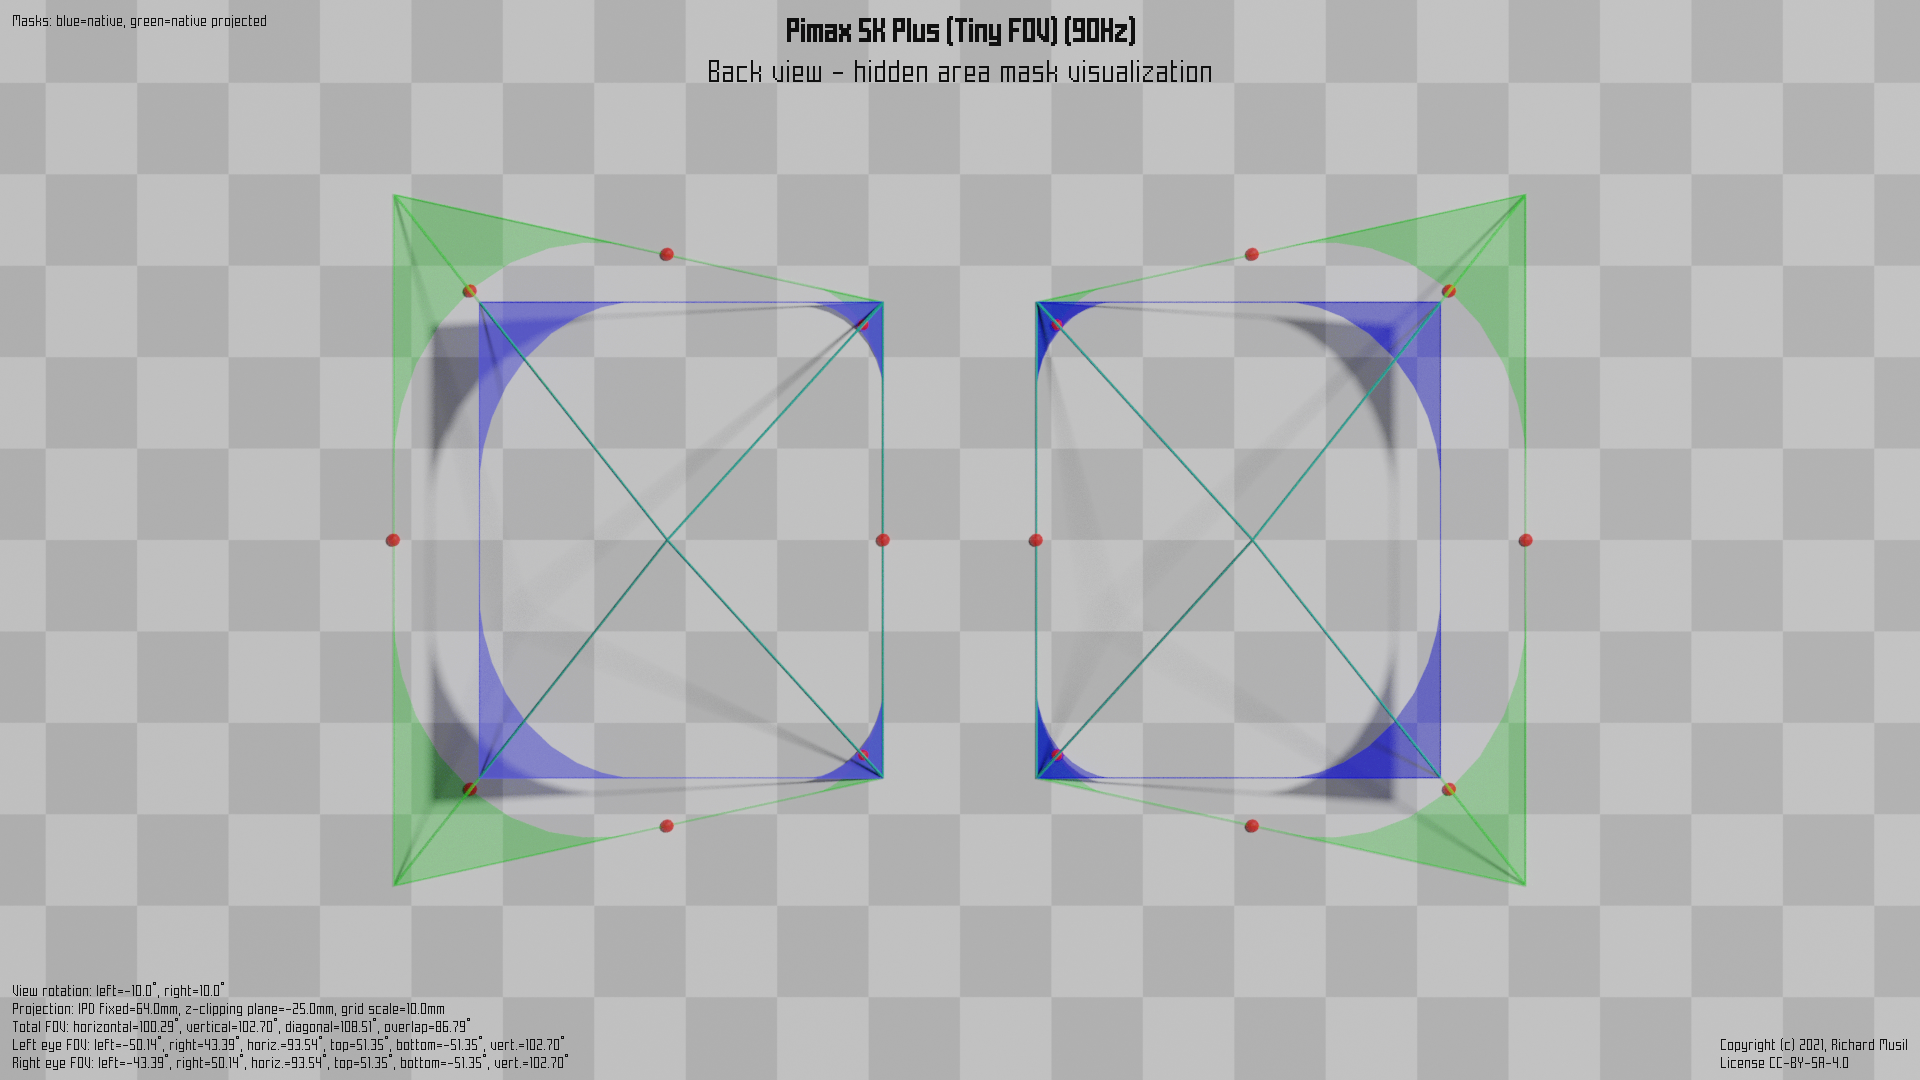 Masks: blue=native, green=native projected
Pimax 5K Plus (Tiny FOV) (90Hz)
Back view - hidden area mask visualization
View rotation: left=-10.0°, right=10.0°
Projection: IPD fixed=64.0mm, z-clipping plane=-25.0mm, grid scale=10.0mm
Total FOV: horizontal=100.29°, vertical=102.70°, diagonal=108.51°, overlap=86.79°
Left eye FOV: left=-50.14°, right=43.39°, horiz.=93.54°, top=51.35°, bottom=-51.35°, vert.=102.70°
Right eye FOV: left=-43.39°, right=50.14°, horiz.=93.54°, top=51.35°, bottom=-51.35°, vert.=102.70°
Copyright (c) 2021, Richard Musil
License CC-BY-SA-4.0